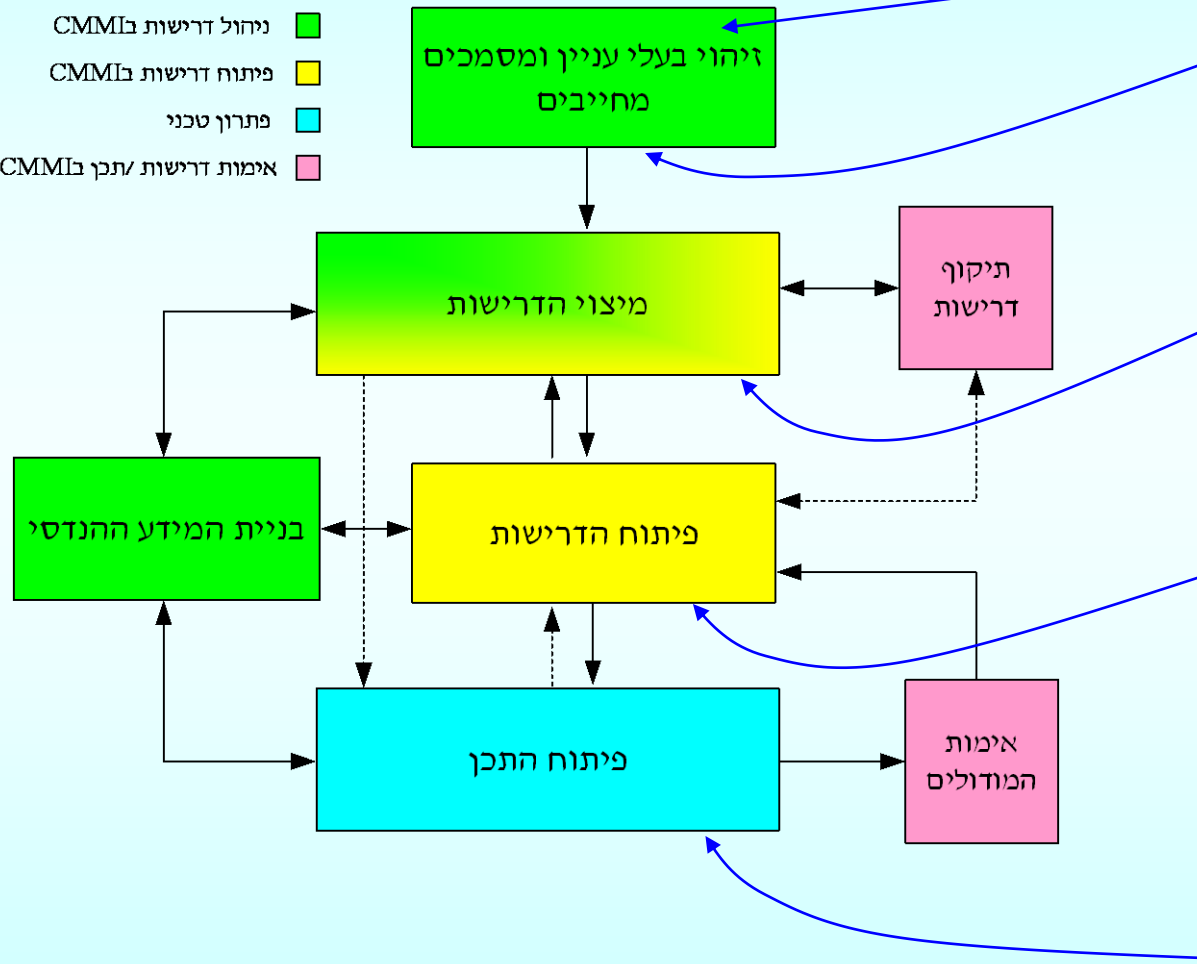 ניהול דרישות בCMMI
פיתוח דרישות בCMMI
פתרון טכני
אימות דרישות /תכן בCMMI
זיהוי בעלי עניין ומסמכים
מחייבים
מיצוי הדרישות
תיקוף
דרישות
בניית המידע ההנדסי
פיתוח הדרישות
פיתוח התכן
אימות
המודולים